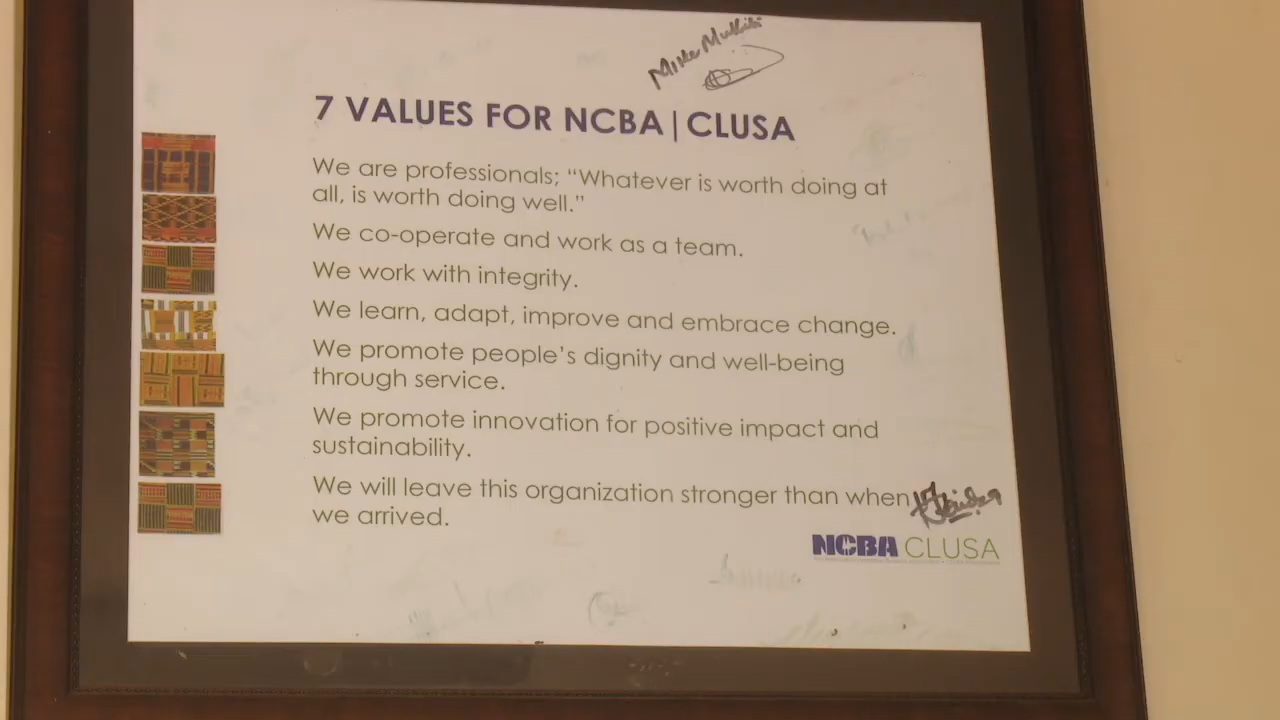 Mike Mukibi
7 VALUES FOR NCBA|CLUSA
We are professionals; “Whatever is worth doing at
all, is worth doing well.”
We co-operate and work as a team.
We work with integrity.
We learn, adapt, improve and embrace change.
We promote people’s dignity and well-being
through service.
We promote innovation for positive impact and
sustainability.
We will leave this organization stronger than when
we arrived.
NCBA CLUSA